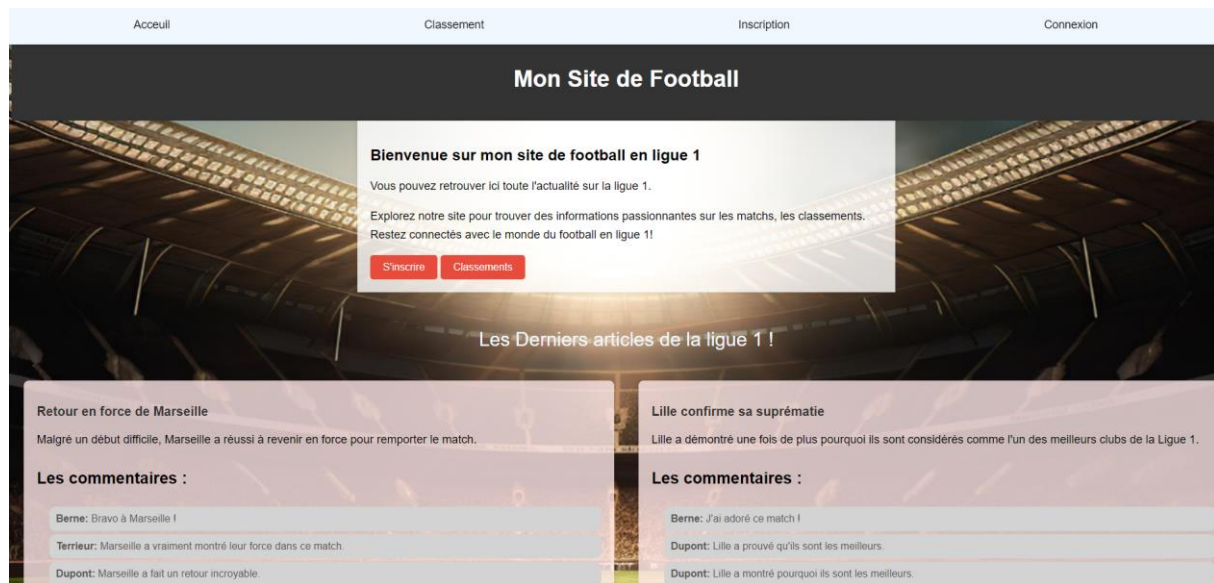 Acceuil Classement Inscription Connexion
Mon Site de Football
Bienvenue sur mon site de football en ligue 1
Vous pouvez retrouver ici toute l'actualité sur la ligue 1.
Explorez notre site pour trouver des informations passionnantes sur les matchs, les classements.
Restez connectés avec le monde du football en ligue 1!
S'inscrire Classements
Les Derniers articles de la ligue 1 !
Retour en force de Marseille
Malgré un début difficile, Marseille a réussi à revenir en force pour remporter le match.
Les commentaires :
Berne: Bravo à Marseille !
Terrieur: Marseille a vraiment montré leur force dans ce match.
Dupont: Marseille a fait un retour incroyable.
Lille confirme sa suprématie
Lille a démontré une fois de plus pourquoi ils sont considérés comme l'un des meilleurs clubs de la Ligue 1.
Les commentaires :
Berne: J'ai adoré ce match !
Dupont: Lille a prouvé qu'ils sont les meilleurs.
Dupont: Lille a montré pourquoi ils sont les meilleurs.